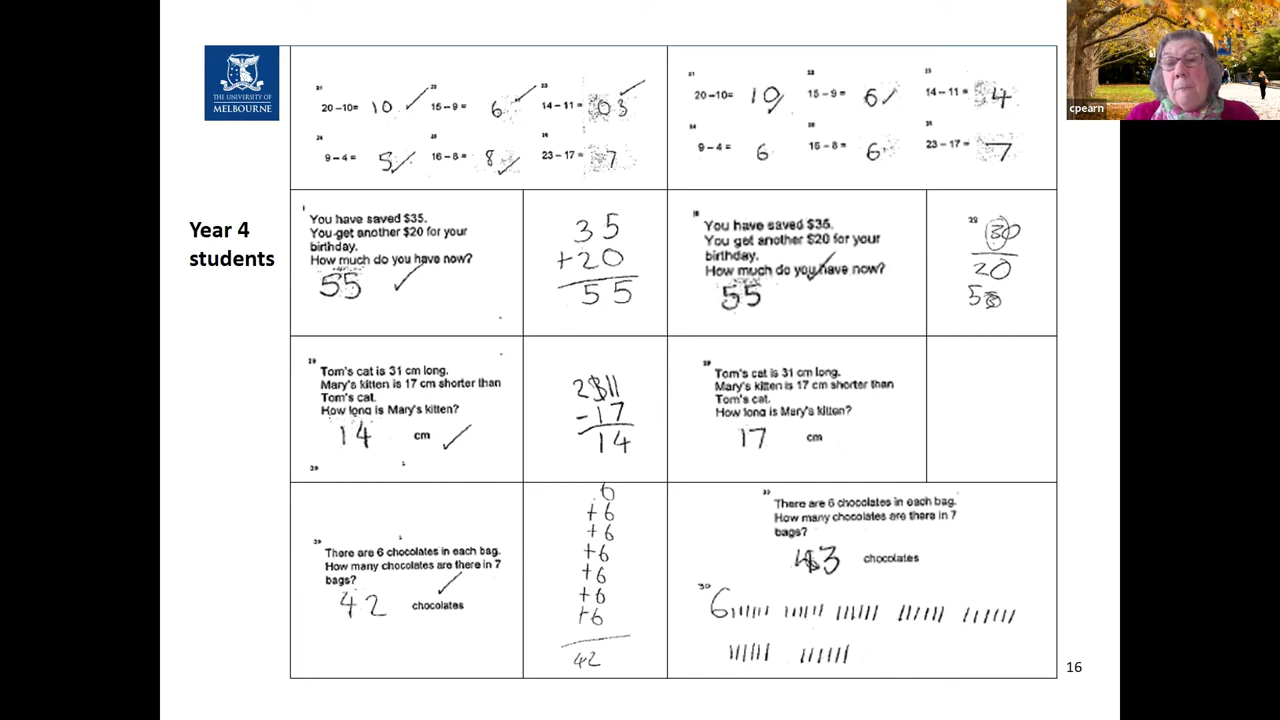 THE UNIVERSITY OF
MELBOURNE
cpearn
Year 4
students
21
20 – 10 = 10
22
15 – 9 = 6
23
14 – 11 = 03
9 – 4 = 5
16 – 8 = 8
23 – 17 = 7
21
20 – 10 = 10
22
15 – 9 = 6
23
14 – 11 = 4
9 – 4 = 6
15 – 8 = 6
23 – 17 = 7
You have saved $35.
You get another $20 for your
birthday.
How much do you have now?
55
35
+20
55
You have saved $35.
You get another $20 for your
birthday.
How much do you have now?
55
20
Tom's cat is 31 cm long.
Mary's kitten is 17 cm shorter than
Tom's cat.
How long is Mary's kitten?
14 cm
-17
14
Tom's cat is 31 cm long.
Mary's kitten is 17 cm shorter than
Tom's cat.
How long is Mary's kitten?
17 cm
There are 6 chocolates in each bag.
How many chocolates are there in 7
bags?
42 chocolates
6
+6
+6
+6
+6
+6
+6
42
There are 6 chocolates in each bag.
How many chocolates are there in 7
bags?
43 chocolates
30
6
16